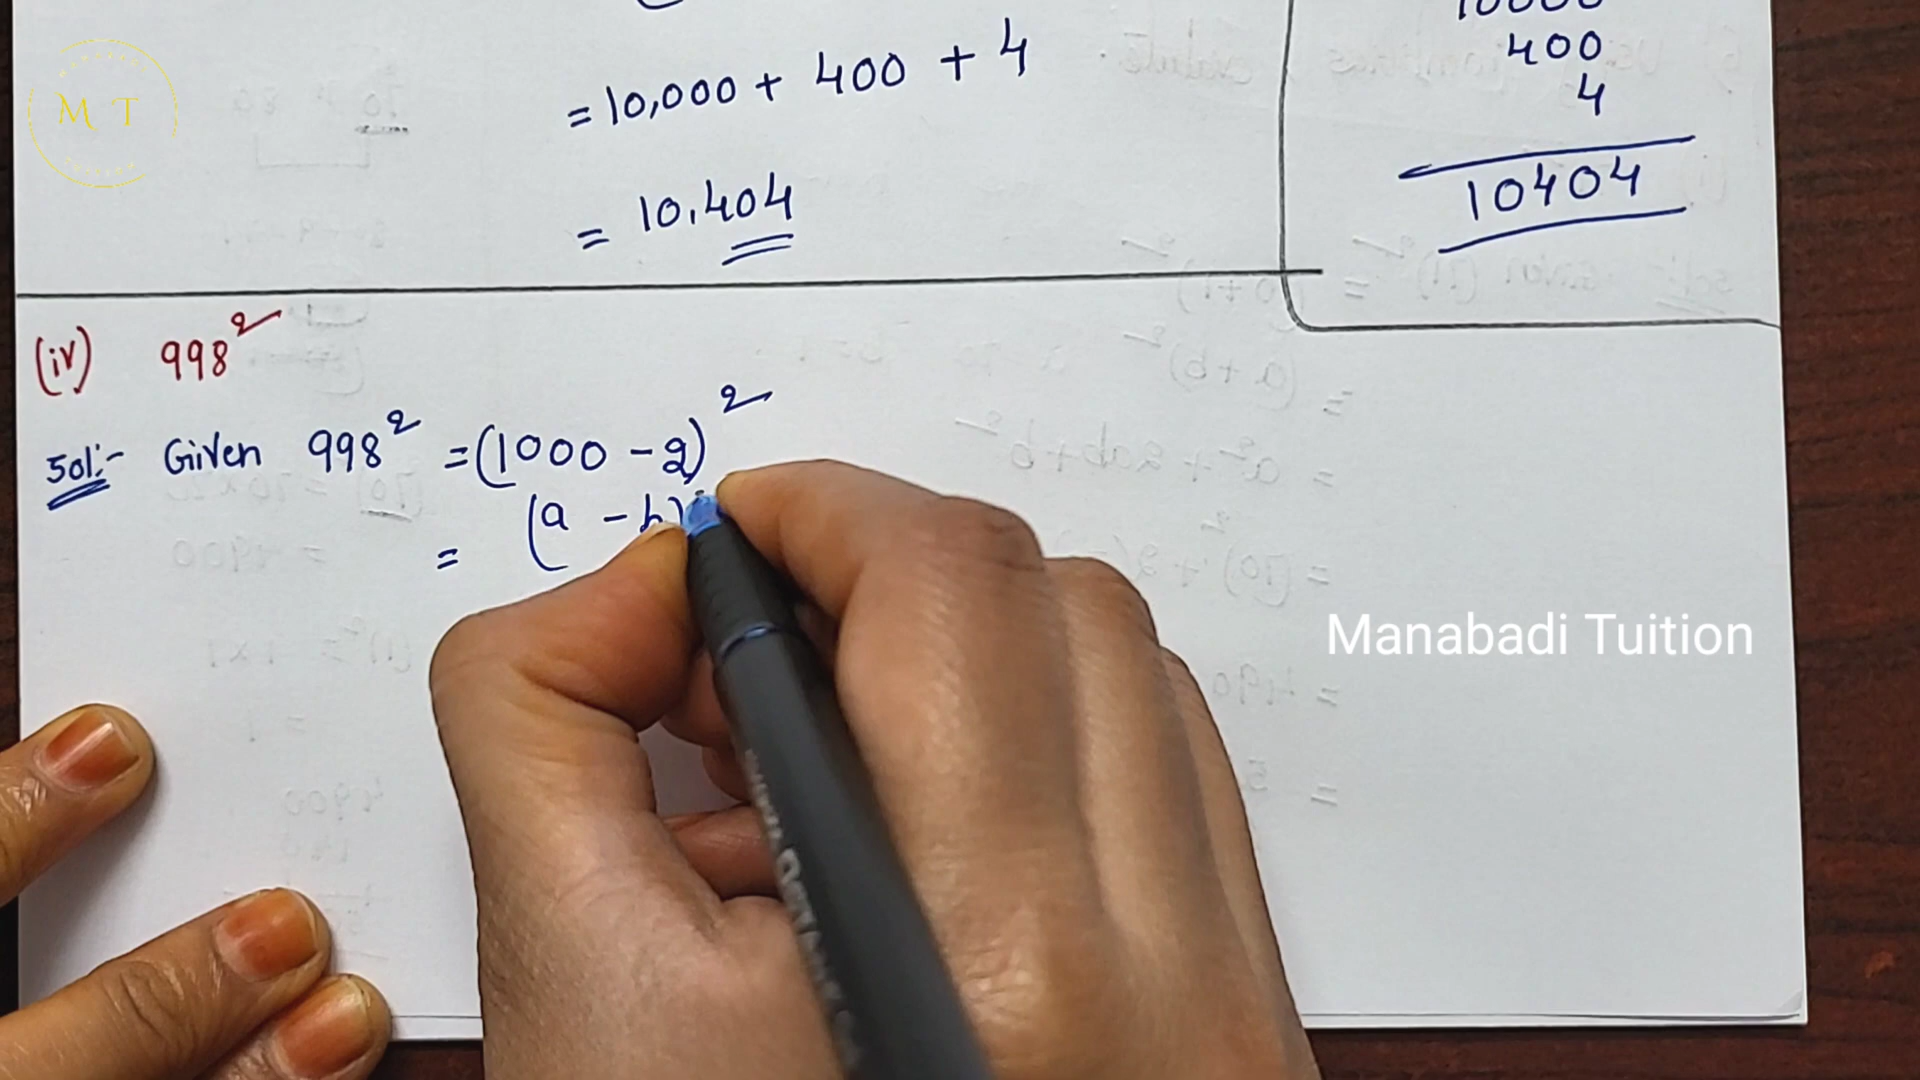 = 10,000 + 400 + 4
= 10,404
10000
400
4
10404
(iv) 998²
Sol:- Given 998² = (1000 - 2)²
= (a - b)
M T
Manabadi Tuition